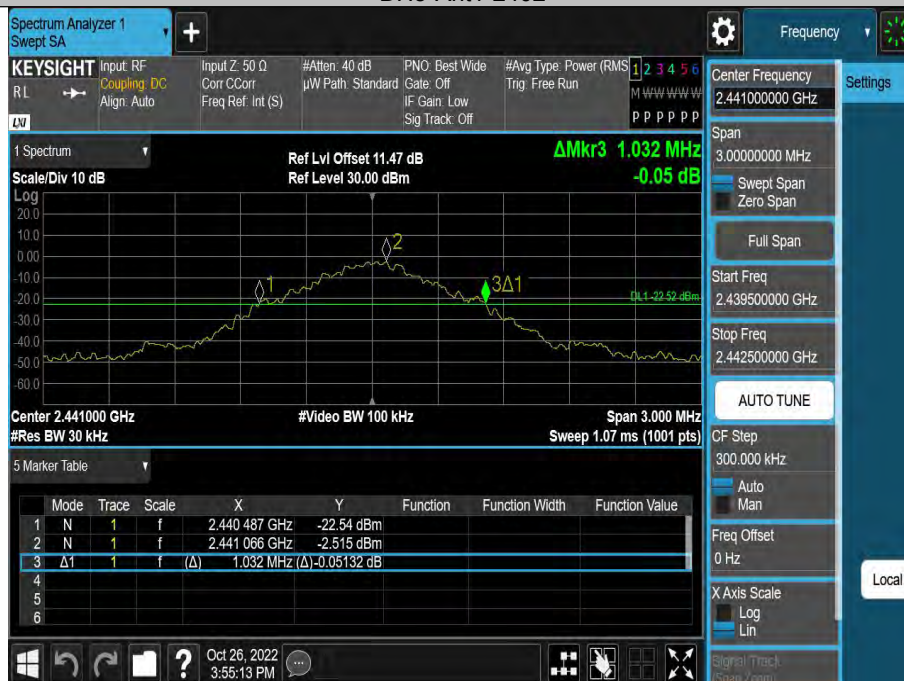 Spectrum Analyzer 1
Swept SA
+
Frequency
KEYSIGHT
RL
LXI
Input: RF
Coupling: DC
Align: Auto
Input Z: 50 Ω
Corr CCorr
Freq Ref: Int (S)
#Atten: 40 dB
µW Path: Standard
PNO: Best Wide
Gate: Off
IF Gain: Low
Sig Track: Off
#Avg Type: Power (RMS
Trig: Free Run
1 2 3 4 5 6
M W W W W W
P P P P P P
1 Spectrum
Scale/Div 10 dB
Ref Lvl Offset 11.47 dB
Ref Level 30.00 dBm
ΔMkr3 1.032 MHz
-0.05 dB
Log
20.0
10.0
0.00
-10.0
-20.0
-30.0
-40.0
-50.0
-60.0
1
2
3Δ1
DL1 -22.52 dBm
Center 2.441000 GHz
#Video BW 100 kHz
Span 3.000 MHz
#Res BW 30 kHz
Sweep 1.07 ms (1001 pts)
5 Marker Table
Mode Trace Scale X Y Function Function Width Function Value
1 N 1 f 2.440 487 GHz -22.54 dBm
2 N 1 f 2.441 066 GHz -2.515 dBm
3 Δ1 1 f (Δ) 1.032 MHz (Δ) -0.05132 dB
4
5
6
Oct 26, 2022
3:55:13 PM
?
Center Frequency
2.441000000 GHz
Settings
Span
3.00000000 MHz
Swept Span
Zero Span
Full Span
Start Freq
2.439500000 GHz
Stop Freq
2.442500000 GHz
AUTO TUNE
CF Step
300.000 kHz
Auto
Man
Freq Offset
0 Hz
X Axis Scale
Log
Lin
Local
Signal Track
(Span Zoom)